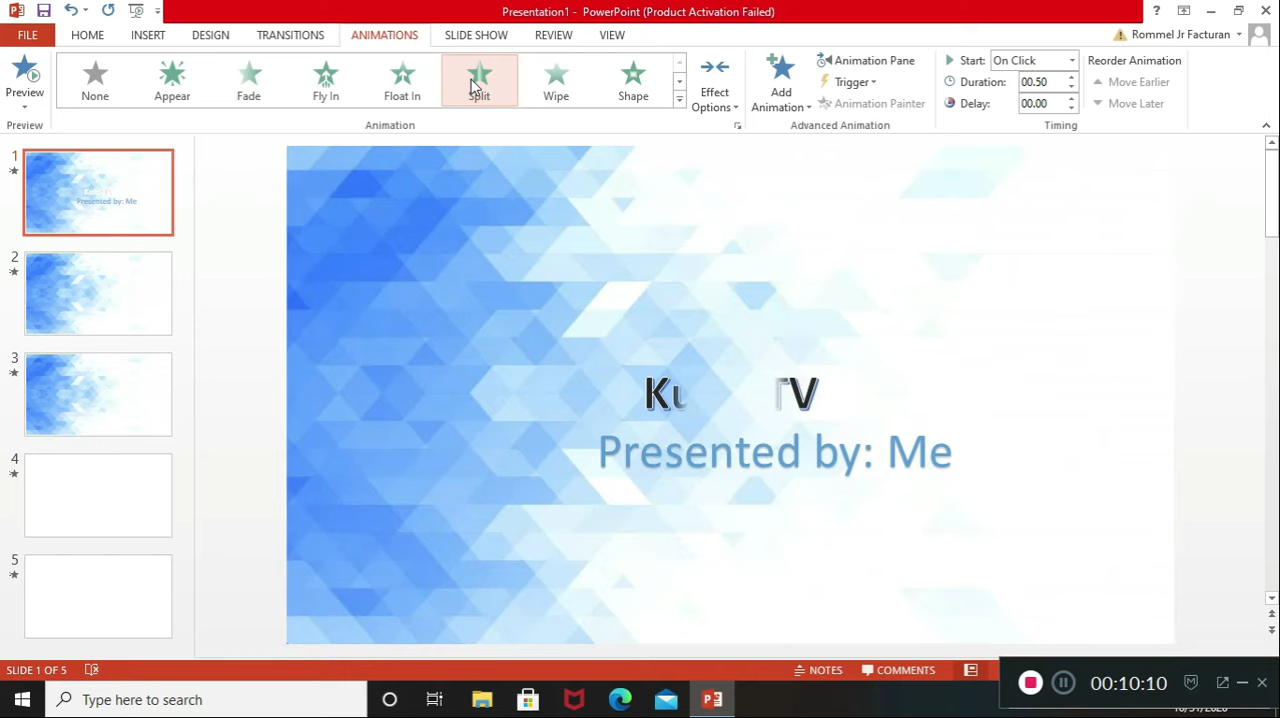 Presentation1 - PowerPoint (Product Activation Failed)
?
FILE HOME INSERT DESIGN TRANSITIONS ANIMATIONS SLIDE SHOW REVIEW VIEW
Rommel Jr Facturan
Preview
None Appear Fade Fly In Float In Split Wipe Shape
Effect Options
Add Animation
Animation Pane
Trigger
Animation Painter
Start: On Click
Duration: 00.50
Delay: 00.00
Reorder Animation
Move Earlier
Move Later
Preview Animation Advanced Animation Timing
1
Presented by: Me
2
3
4
5
TV
Presented by: Me
SLIDE 1 OF 5
NOTES COMMENTS
Type here to search
00:10:10